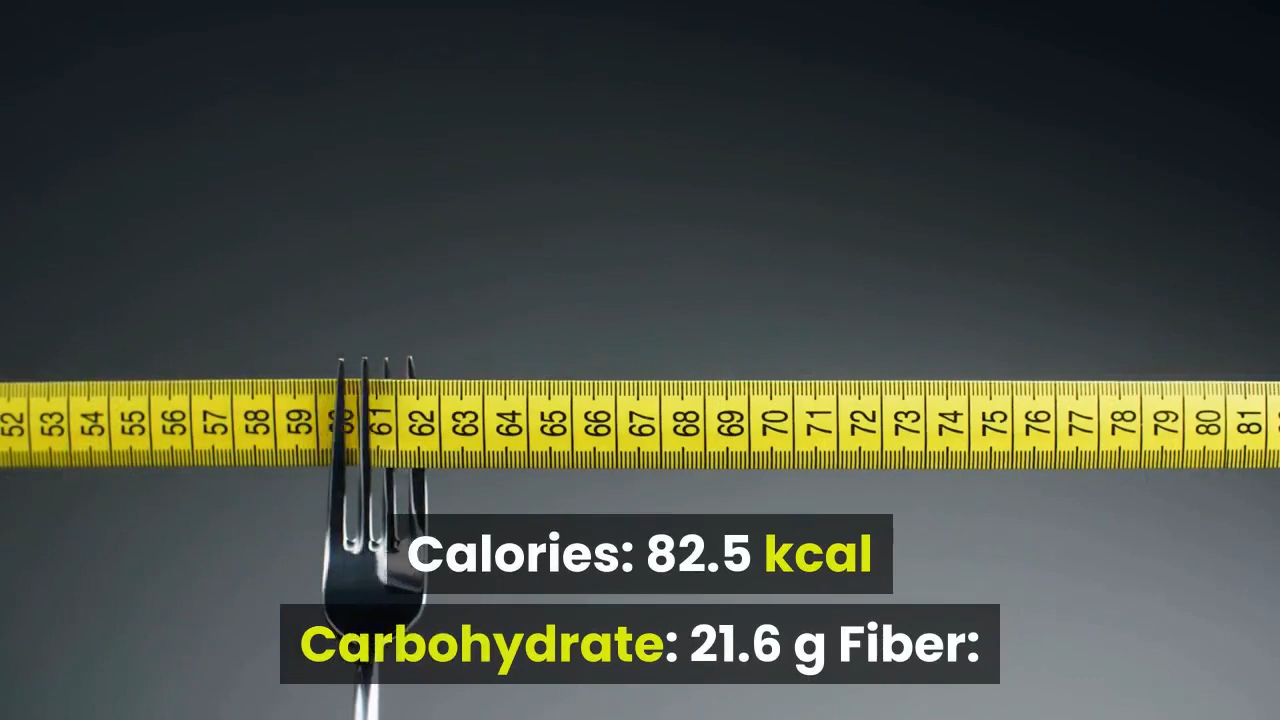 52 53 54 55 56 57 58 59 60 61 62 63 64 65 66 67 68 69 70 71 72 73 74 75 76 77 78 79 80 81
Calories: 82.5 kcal
Carbohydrate: 21.6 g Fiber: